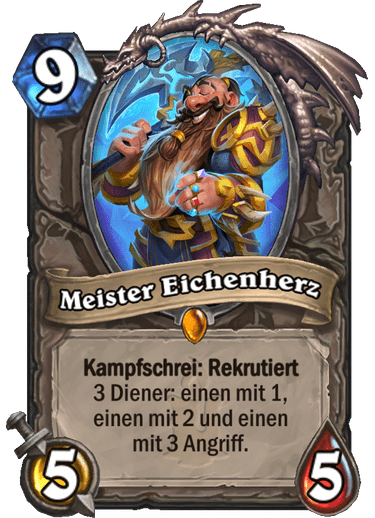 9
Meister Eichenherz
Kampfschrei: Rekrutiert
3 Diener: einen mit 1,
einen mit 2 und einen
mit 3 Angriff.
5
5